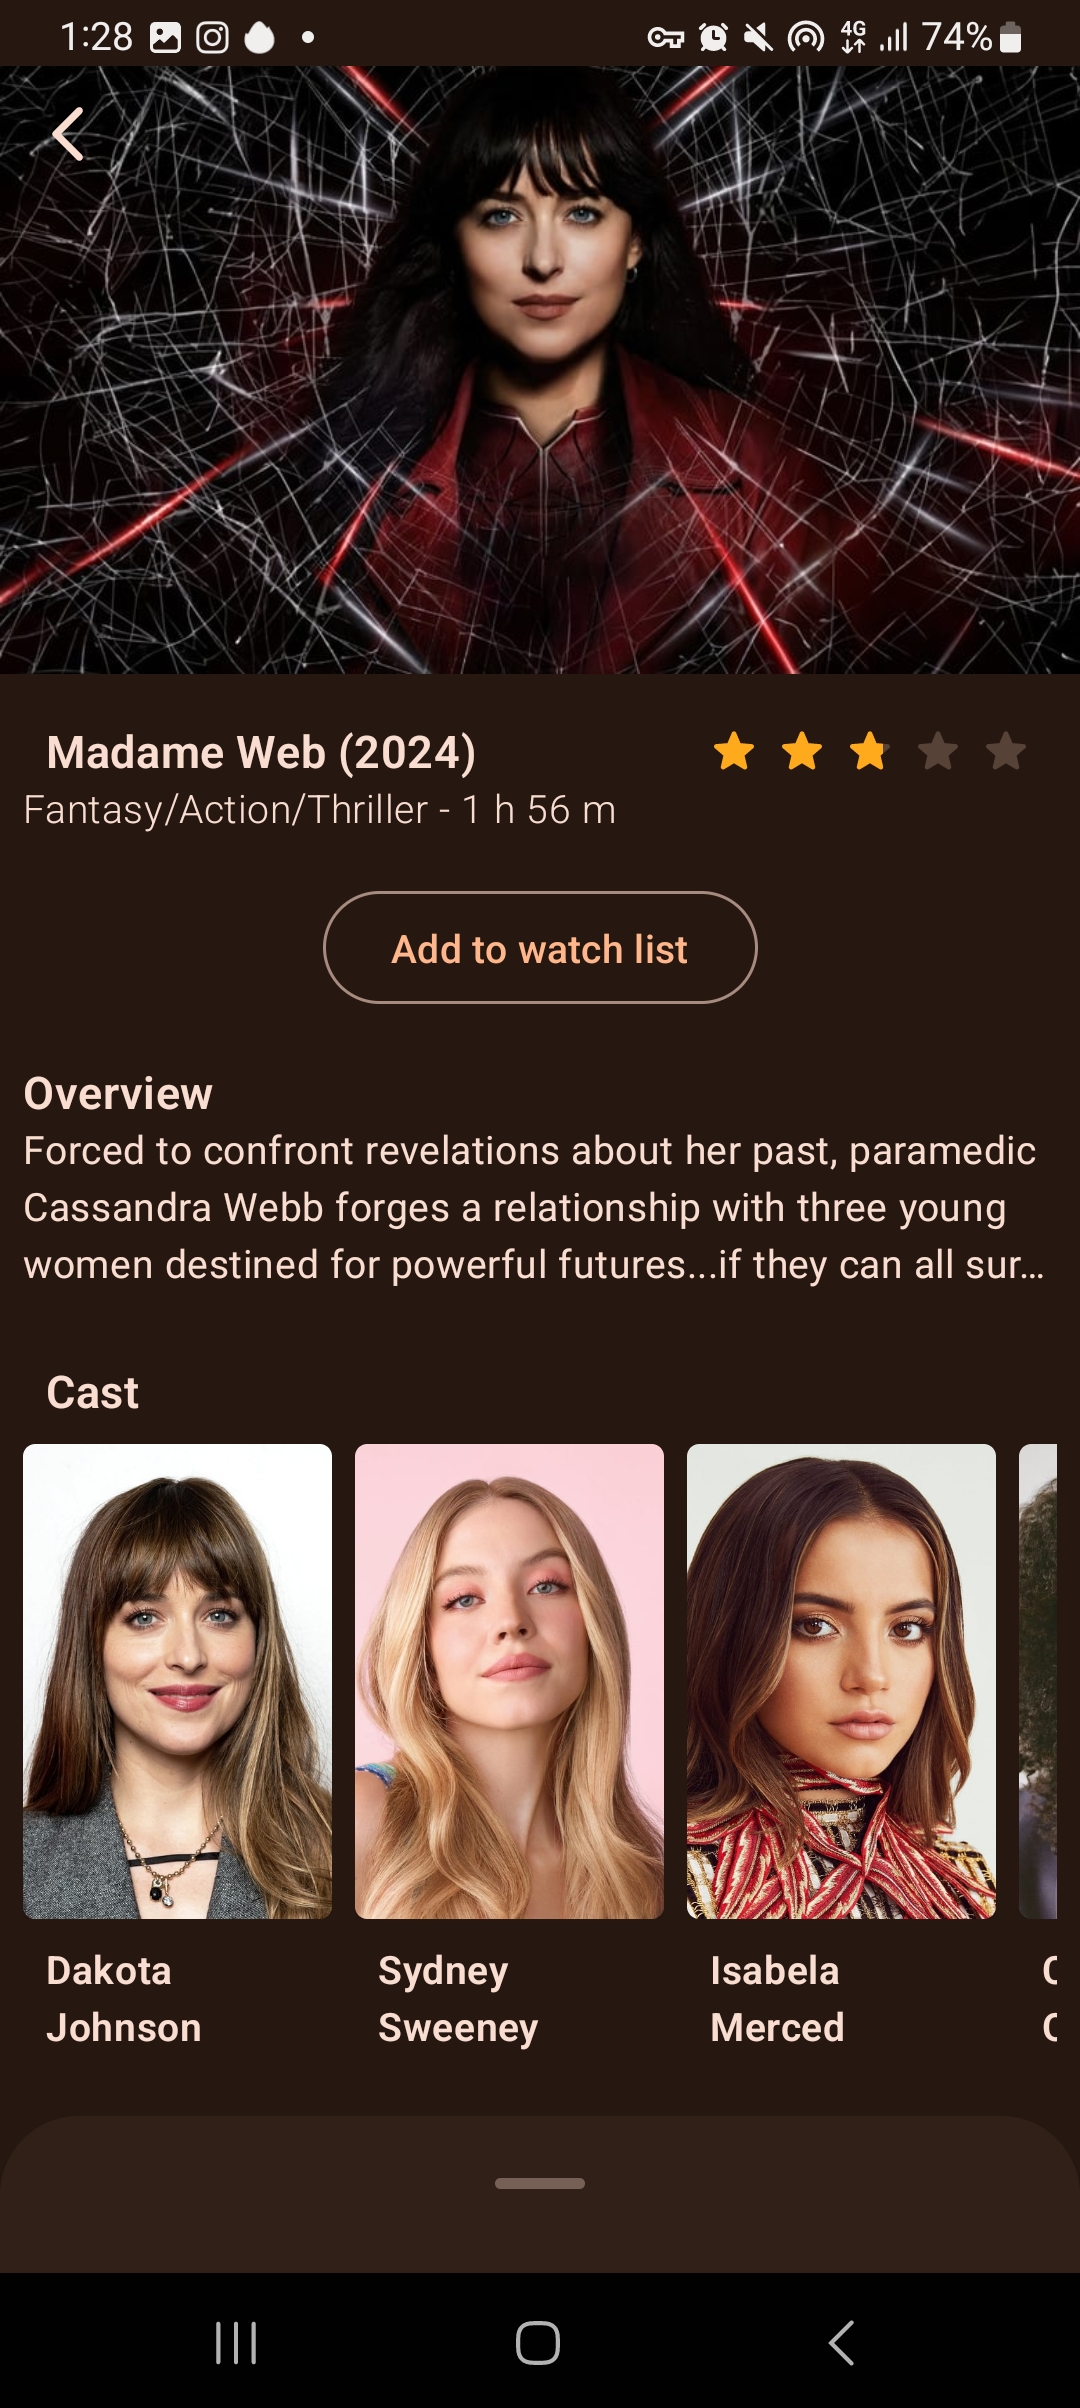 1:28
4G
74%
Madame Web (2024)
Fantasy/Action/Thriller - 1 h 56 m
Add to watch list
Overview
Forced to confront revelations about her past, paramedic
Cassandra Webb forges a relationship with three young
women destined for powerful futures...if they can all sur…
Cast
Dakota
Johnson
Sydney
Sweeney
Isabela
Merced